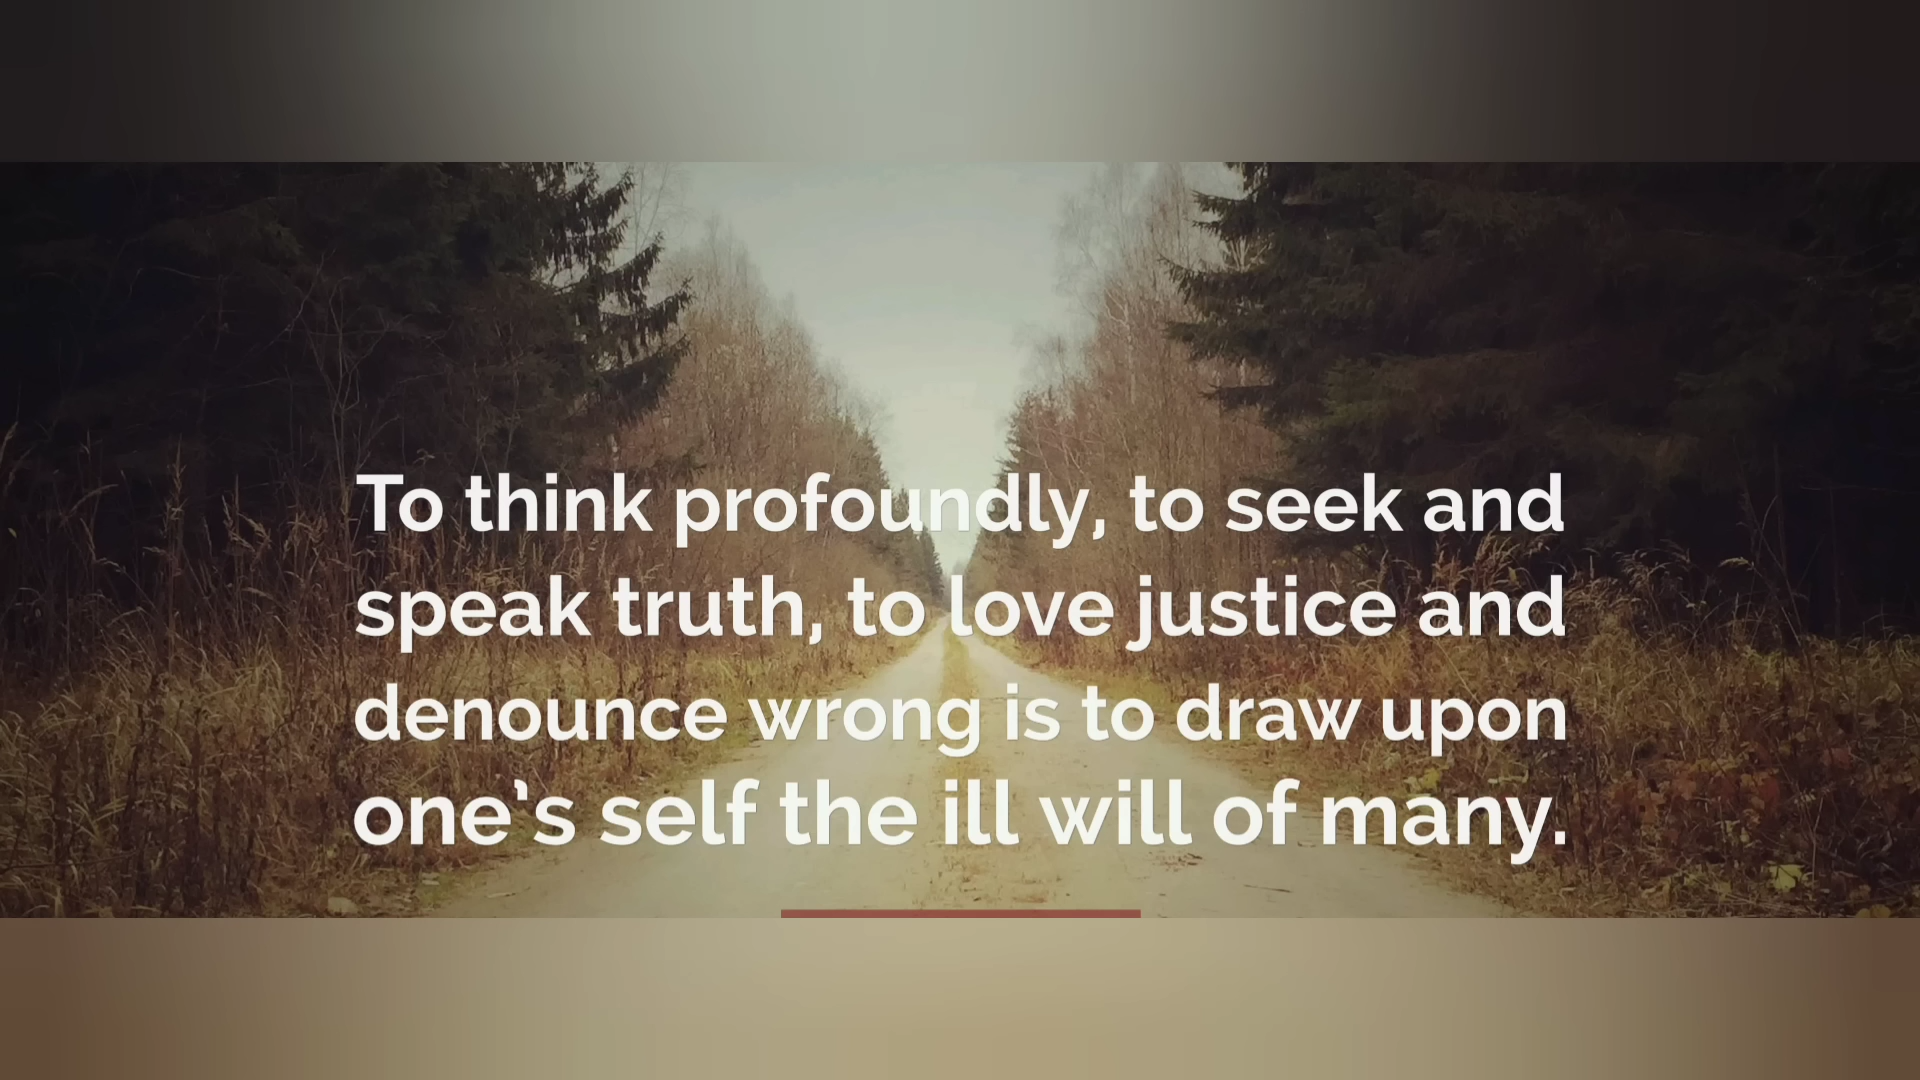 To think profoundly, to seek and
speak truth, to love justice and
denounce wrong is to draw upon
one’s self the ill will of many.